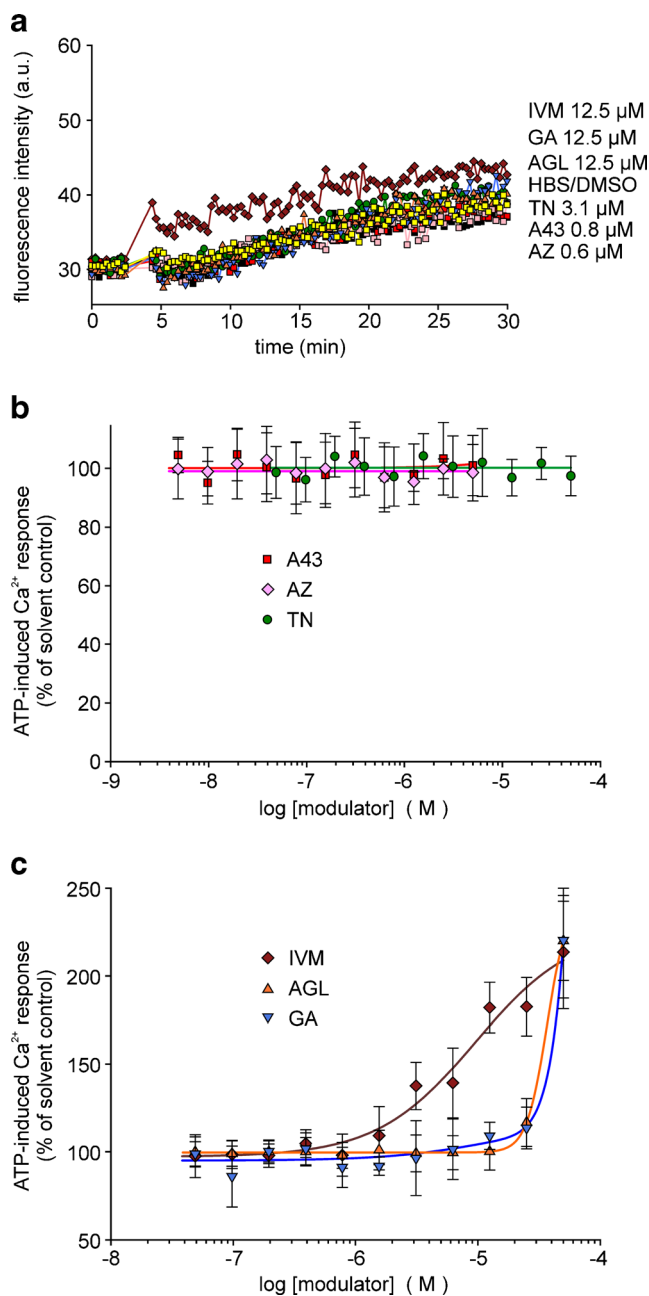 a
60
50
40
30
fluorescence intensity (a.u.)
0 5 10 15 20 25 30
time (min)
IVM 12.5 µM
GA 12.5 µM
AGL 12.5 µM
HBS/DMSO
TN 3.1 µM
A43 0.8 µM
AZ 0.6 µM
b
100
80
60
40
20
0
ATP-induced Ca²⁺ response
(% of solvent control)
A43
AZ
TN
-9 -8 -7 -6 -5 -4
log [modulator] ( M )
c
250
200
150
100
50
ATP-induced Ca²⁺ response
(% of solvent control)
IVM
AGL
GA
-8 -7 -6 -5 -4
log [modulator] ( M )